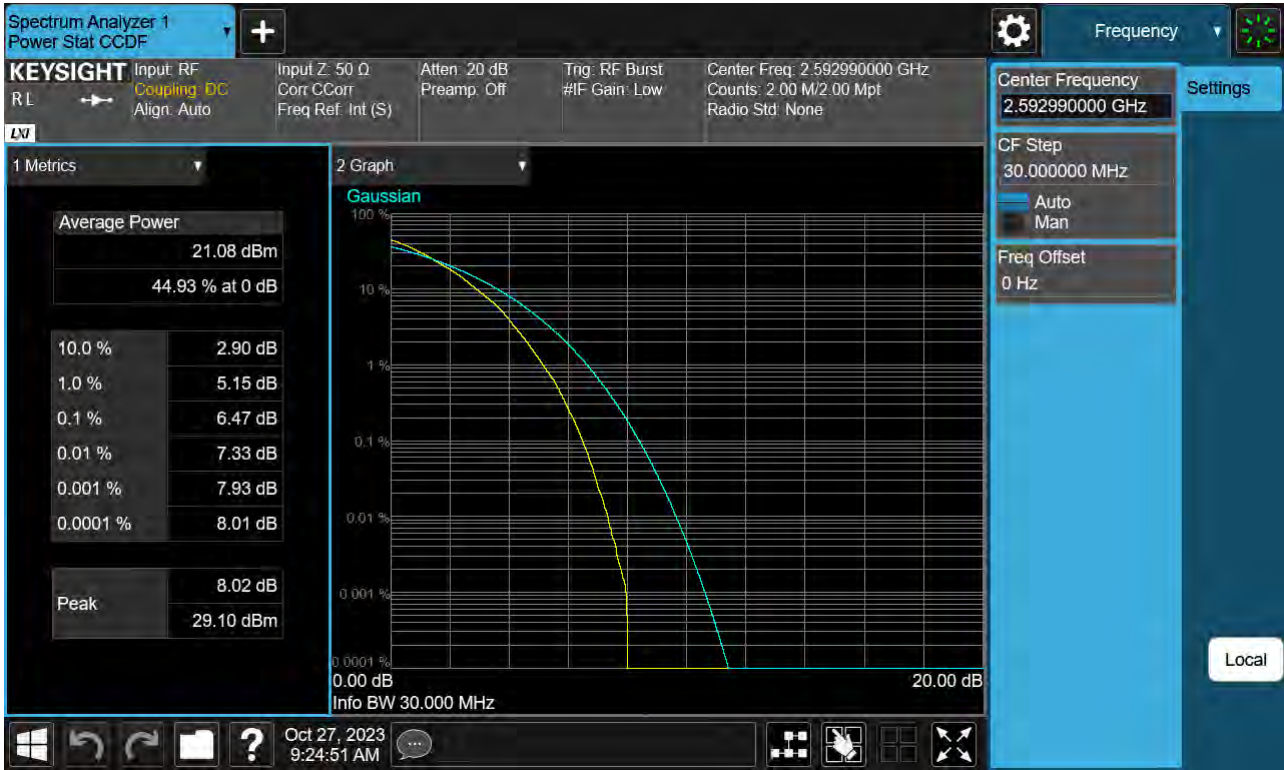 Spectrum Analyzer 1
Power Stat CCDF
Frequency
KEYSIGHT
RL
LXI
Input: RF
Coupling: DC
Align: Auto
Input Z: 50 Ω
Corr CCorr
Freq Ref: Int (S)
Atten: 20 dB
Preamp: Off
Trig: RF Burst
#IF Gain: Low
Center Freq: 2.592990000 GHz
Counts: 2.00 M/2.00 Mpt
Radio Std: None
Center Frequency
2.592990000 GHz
Settings
CF Step
30.000000 MHz
Auto
Man
Freq Offset
0 Hz
Local
1 Metrics
Average Power
21.08 dBm
44.93 % at 0 dB
10.0 % 2.90 dB
1.0 % 5.15 dB
0.1 % 6.47 dB
0.01 % 7.33 dB
0.001 % 7.93 dB
0.0001 % 8.01 dB
Peak
8.02 dB
29.10 dBm
2 Graph
Gaussian
100 %
10 %
1 %
0.1 %
0.01 %
0.001 %
0.0001 %
0.00 dB 20.00 dB
Info BW 30.000 MHz
Oct 27, 2023
9:24:51 AM